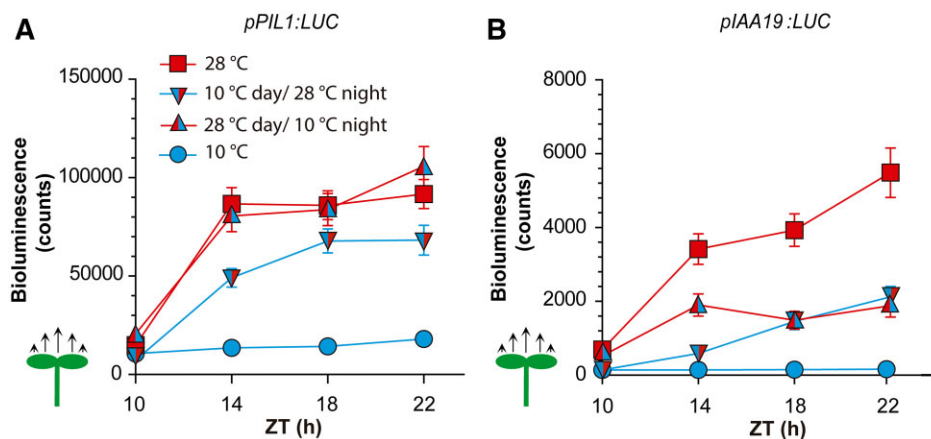 A
pPIL1:LUC
Bioluminescence
(counts)
150000
100000
50000
0
28 °C
10 °C day/ 28 °C night
28 °C day/ 10 °C night
10 °C
10 14 18 22
ZT (h)
B
pIAA19:LUC
Bioluminescence
(counts)
8000
6000
4000
2000
0
10 14 18 22
ZT (h)